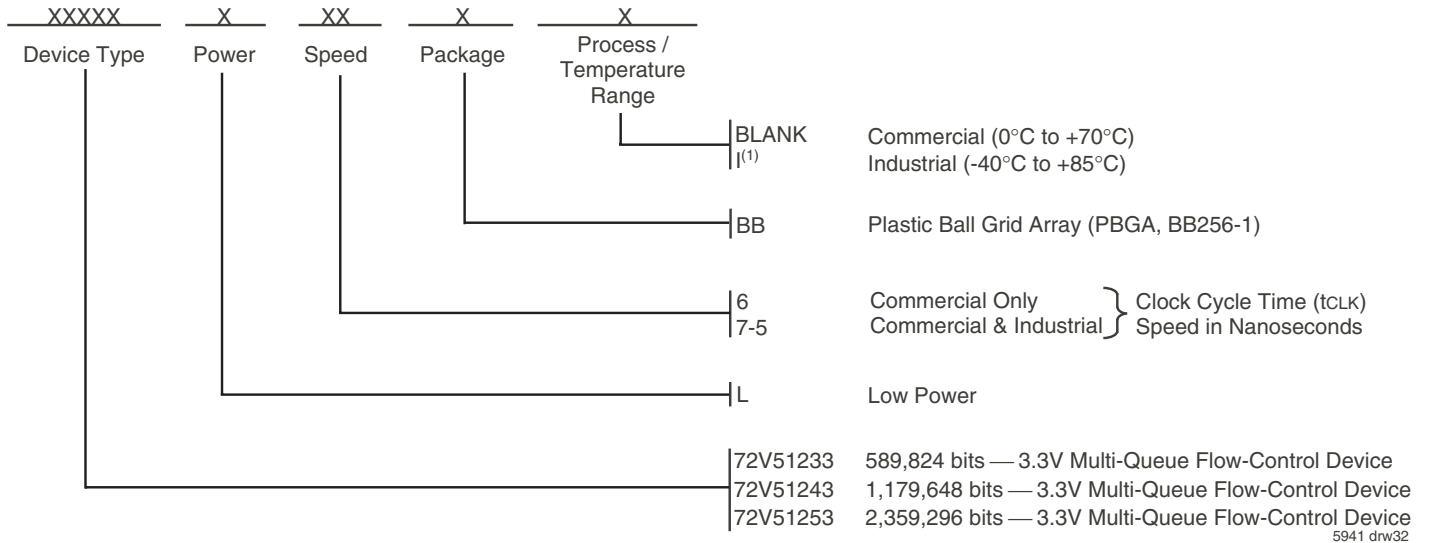 XXXXX X XX X X
Device Type Power Speed Package Process /
Temperature
Range
BLANK Commercial (0°C to +70°C)
I(1) Industrial (-40°C to +85°C)
BB Plastic Ball Grid Array (PBGA, BB256-1)
6 Commercial Only Clock Cycle Time (tCLK)
7-5 Commercial & Industrial Speed in Nanoseconds
L Low Power
72V51233 589,824 bits — 3.3V Multi-Queue Flow-Control Device
72V51243 1,179,648 bits — 3.3V Multi-Queue Flow-Control Device
72V51253 2,359,296 bits — 3.3V Multi-Queue Flow-Control Device
5941 drw32